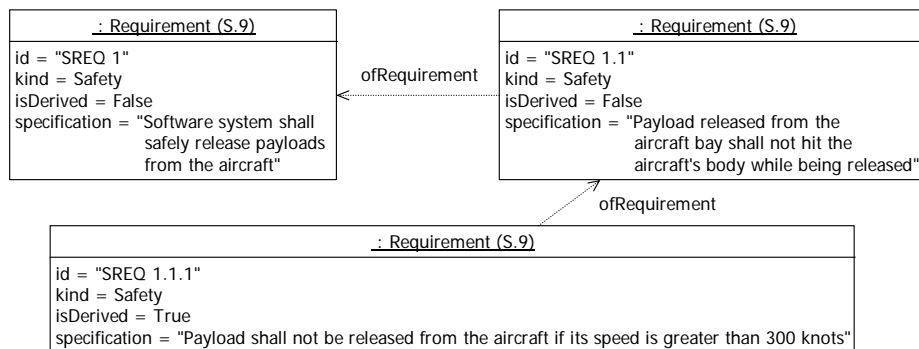 : Requirement (S.9)
id = "SREQ 1"
kind = Safety
isDerived = False
specification = "Software system shall
safely release payloads
from the aircraft"
ofRequirement
: Requirement (S.9)
id = "SREQ 1.1"
kind = Safety
isDerived = False
specification = "Payload released from the
aircraft bay shall not hit the
aircraft's body while being released"
ofRequirement
: Requirement (S.9)
id = "SREQ 1.1.1"
kind = Safety
isDerived = True
specification = "Payload shall not be released from the aircraft if its speed is greater than 300 knots"